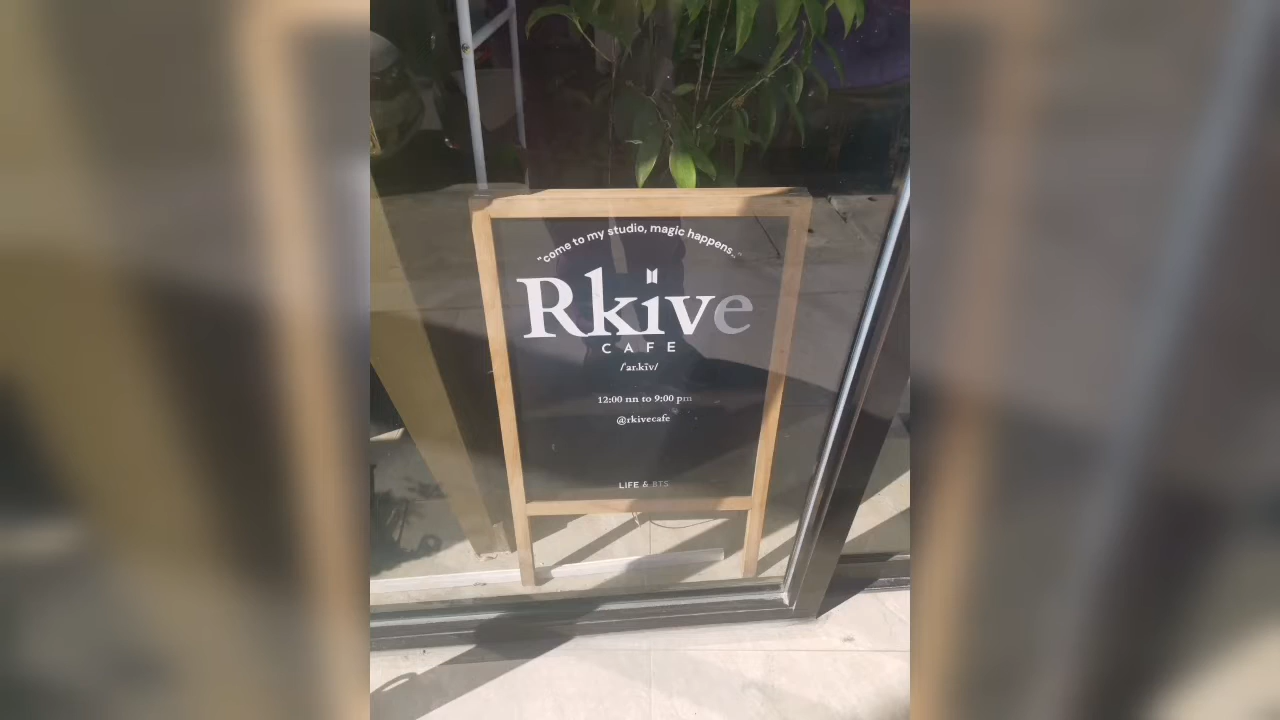 "come to my studio, magic happens.."
Rkive
CAFE
/'ar.kīv/
12:00 nn to 9:00 pm
@rkivecafe
LIFE & BTS